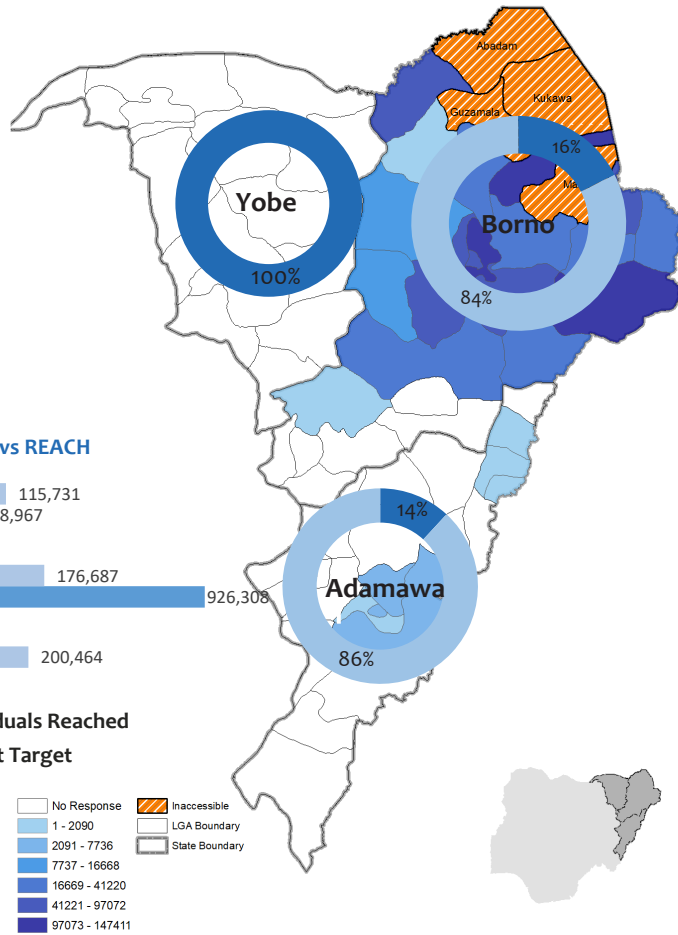 Abadam
Kukawa
Guzamala
16%
Ma
Yobe
Borno
100%
84%
vs REACH
115,731
8,967
176,687
926,308
14%
Adamawa
200,464
86%
duals Reached
t Target
No Response
Inaccessible
1 - 2090
LGA Boundary
2091 - 7736
State Boundary
7737 - 16668
16669 - 41220
41221 - 97072
97073 - 147411